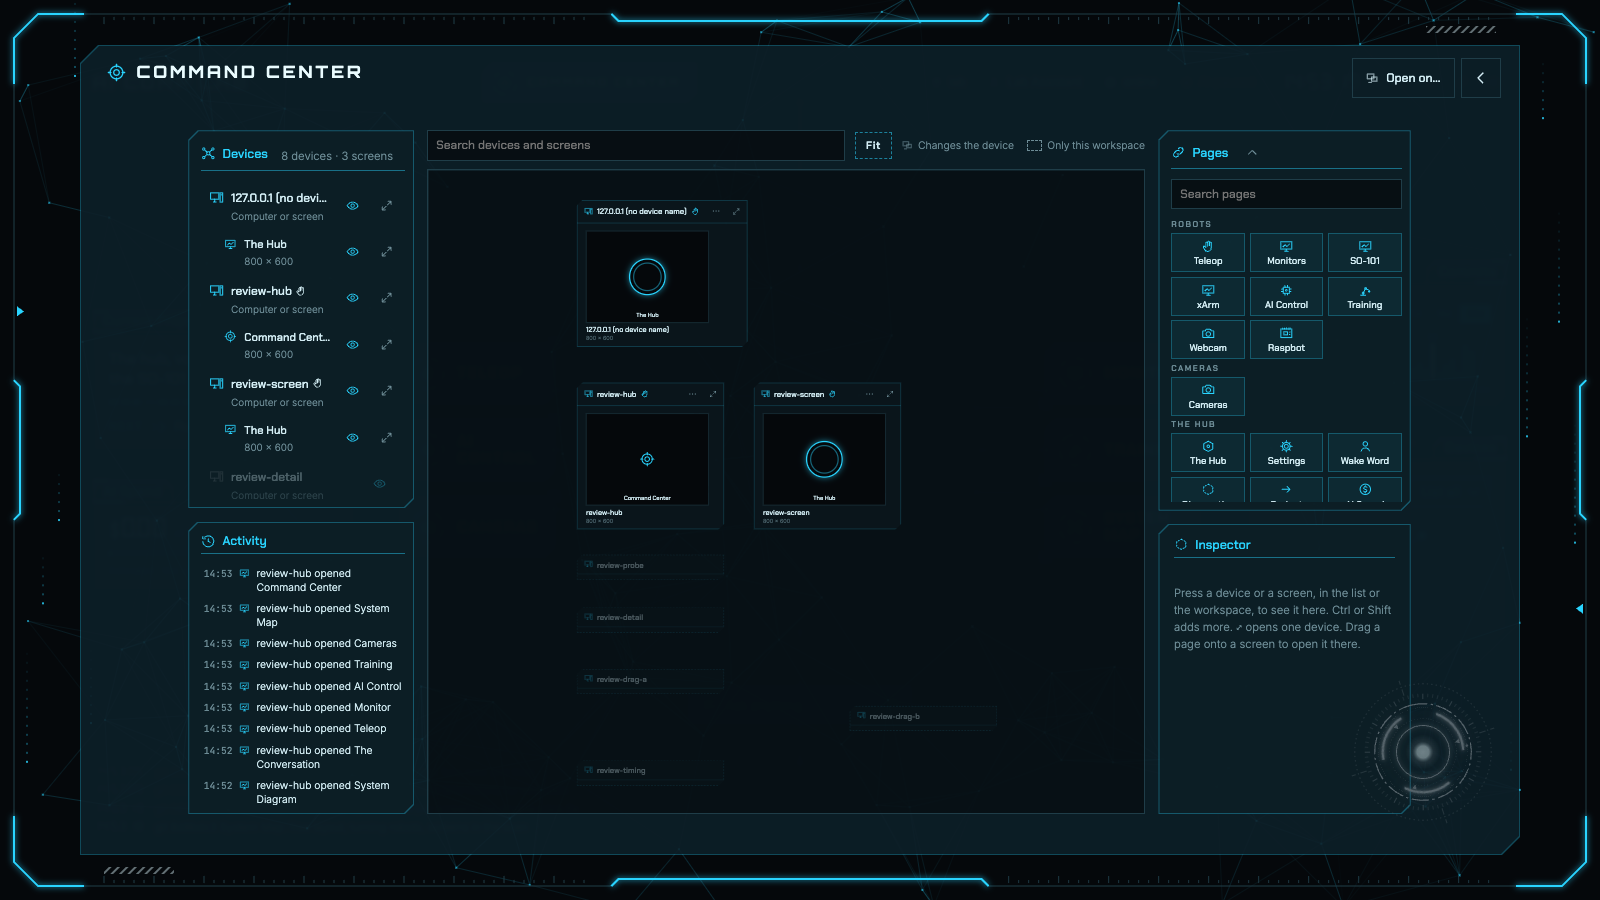 COMMAND CENTER
Open on...
Devices
8 devices · 3 screens
127.0.0.1 (no devi...
Computer or screen
The Hub
800 × 600
review-hub
Computer or screen
Command Cent...
800 × 600
review-screen
Computer or screen
The Hub
800 × 600
review-detail
Computer or screen
Activity
14:53 review-hub opened
Command Center
14:53 review-hub opened System
Map
14:53 review-hub opened Cameras
14:53 review-hub opened Training
14:53 review-hub opened AI Control
14:53 review-hub opened Monitor
14:53 review-hub opened Teleop
14:52 review-hub opened The
Conversation
14:52 review-hub opened System
Diagram
Search devices and screens
Fit
Changes the device
Only this workspace
127.0.0.1 (no device name)
The Hub
127.0.0.1 (no device name)
800 × 600
review-hub
Command Center
review-hub
800 × 600
review-screen
The Hub
review-screen
800 × 600
review-probe
review-detail
review-drag-a
review-drag-b
review-timing
Pages
Search pages
ROBOTS
Teleop
Monitors
SO-101
xArm
AI Control
Training
Webcam
Raspbot
CAMERAS
Cameras
THE HUB
The Hub
Settings
Wake Word
Inspector
Press a device or a screen, in the list or
the workspace, to see it here. Ctrl or Shift
adds more. ⤢ opens one device. Drag a
page onto a screen to open it there.